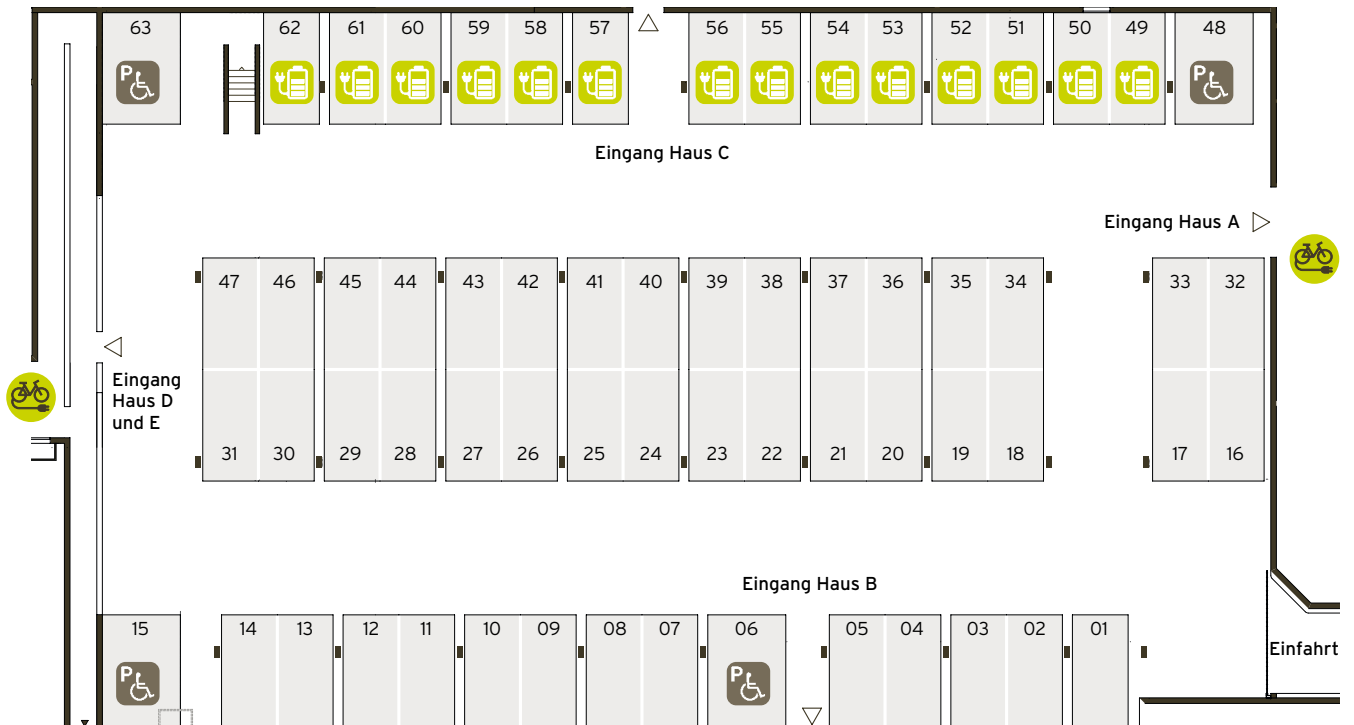 63 62 61 60 59 58 57 56 55 54 53 52 51 50 49 48
P P
Eingang Haus C
Eingang Haus A
47 46 45 44 43 42 41 40 39 38 37 36 35 34 33 32
Eingang
Haus D
und E
31 30 29 28 27 26 25 24 23 22 21 20 19 18 17 16
Eingang Haus B
15 14 13 12 11 10 09 08 07 06 05 04 03 02 01
Einfahrt
P P